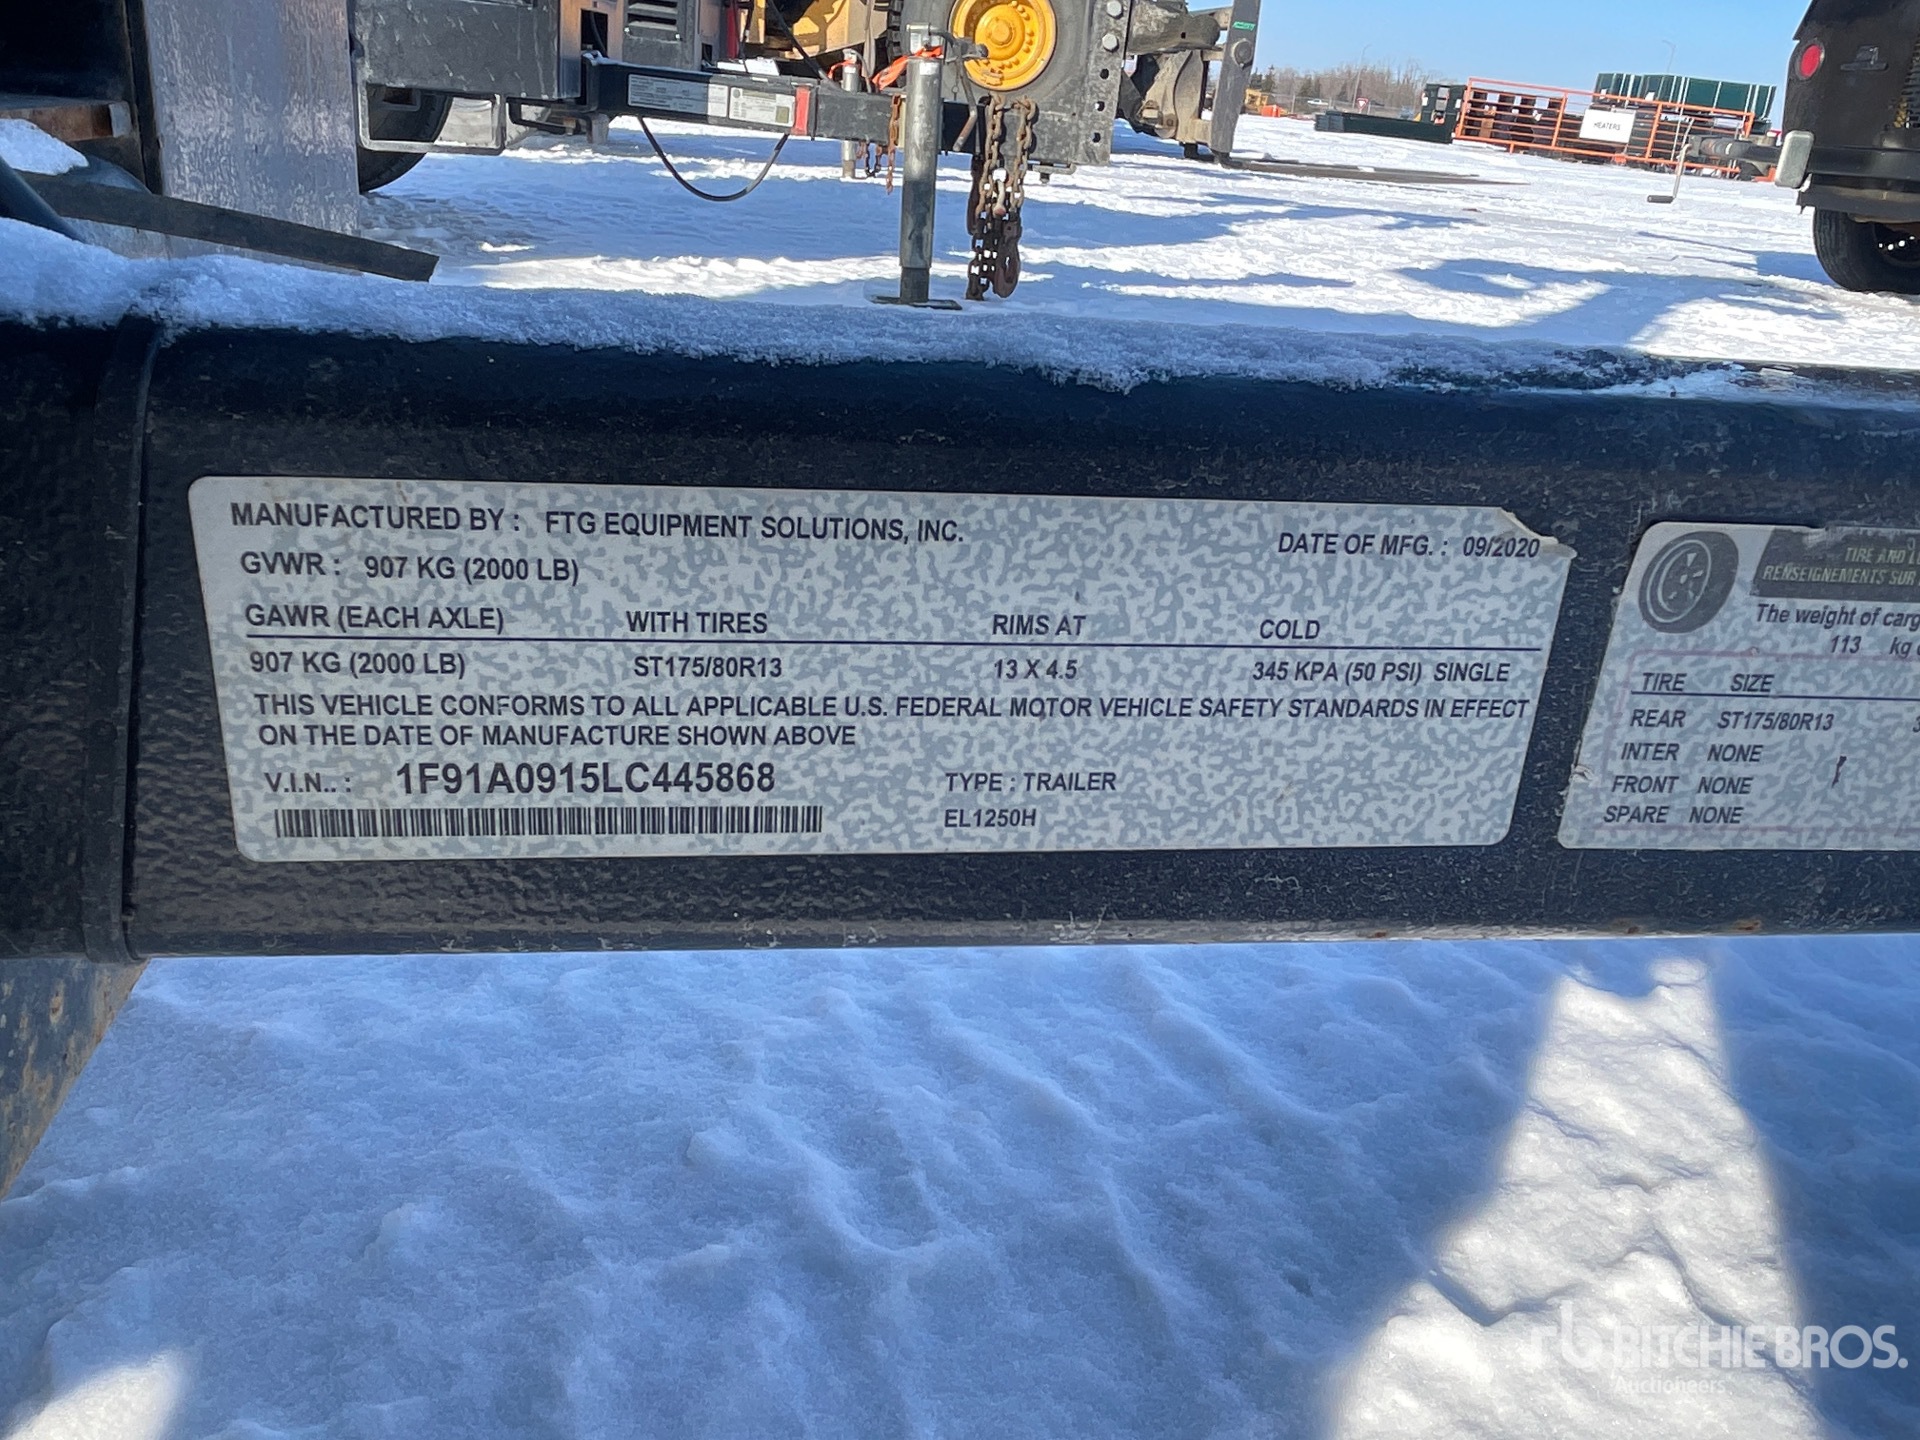 HEATERS
MANUFACTURED BY : FTG EQUIPMENT SOLUTIONS, INC.
DATE OF MFG. : 09/2020
GVWR : 907 KG (2000 LB)
GAWR (EACH AXLE) WITH TIRES RIMS AT COLD
907 KG (2000 LB) ST175/80R13 13 X 4.5 345 KPA (50 PSI) SINGLE
THIS VEHICLE CONFORMS TO ALL APPLICABLE U.S. FEDERAL MOTOR VEHICLE SAFETY STANDARDS IN EFFECT
ON THE DATE OF MANUFACTURE SHOWN ABOVE
V.I.N.. : 1F91A0915LC445868 TYPE : TRAILER
EL1250H
TIRE AND
RENSEIGNEMENTS SUR
The weight of carg
113 kg
TIRE SIZE
REAR ST175/80R13
INTER NONE
FRONT NONE
SPARE NONE
rb RITCHIE BROS.
Auctioneers